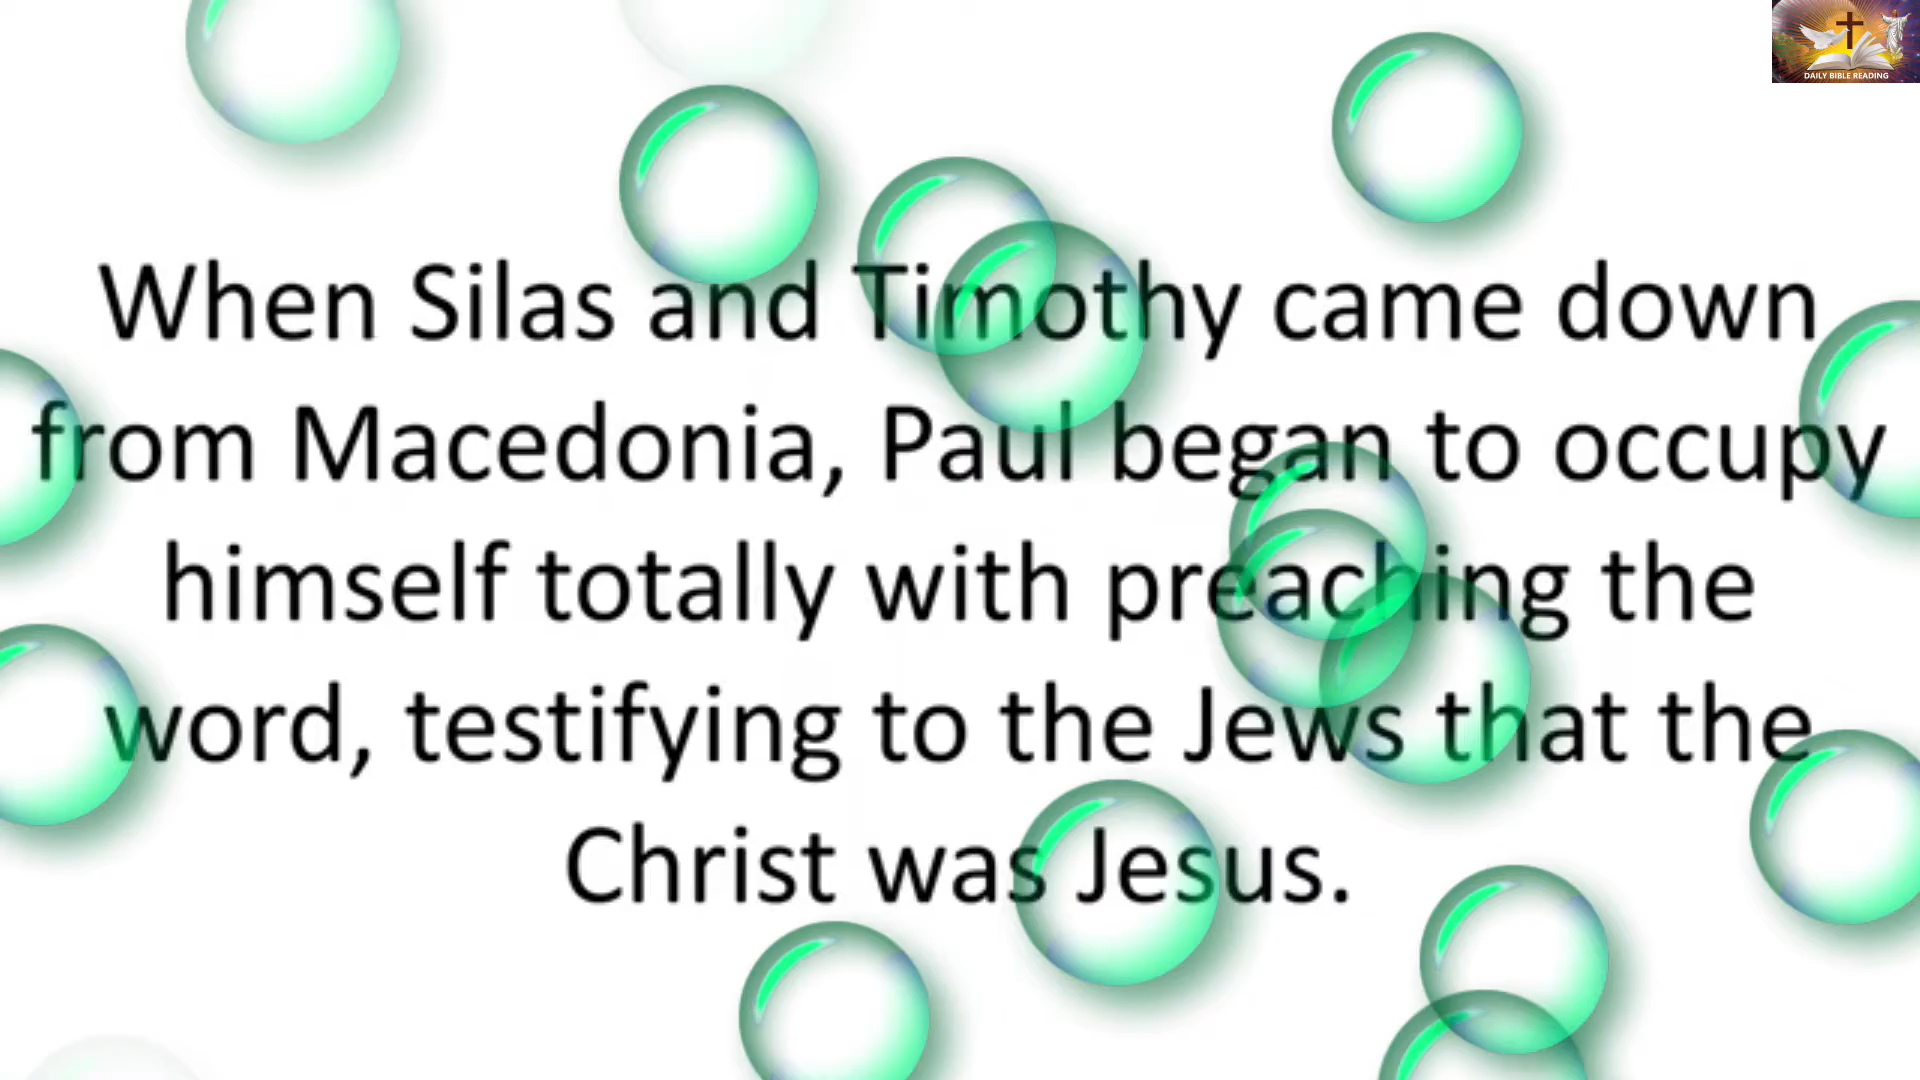 DAILY BIBLE READING
When Silas and Timothy came down
from Macedonia, Paul began to occupy
himself totally with preaching the
word, testifying to the Jews that the
Christ was Jesus.